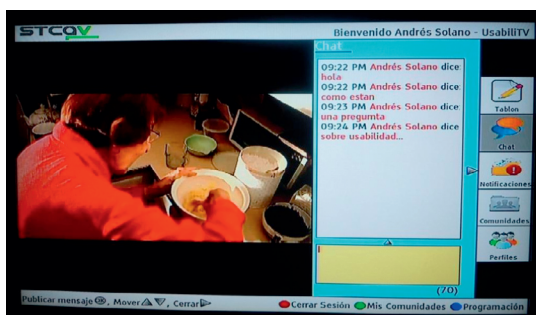 STCAV
Bienvenido Andrés Solano - UsabiliTV
Chat
09:22 PM Andrés Solano dice
hola
09:22 PM Andrés Solano dice
como estan
09:23 PM Andrés Solano dice
una pregunta
09:24 PM Andrés Solano dice
sobre usabilidad...
(70)
Tablon
Chat
Notificaciones
Comunidades
Perfiles
Publicar mensaje, Mover, Cerrar
Cerrar Sesión Mis Comunidades Programación